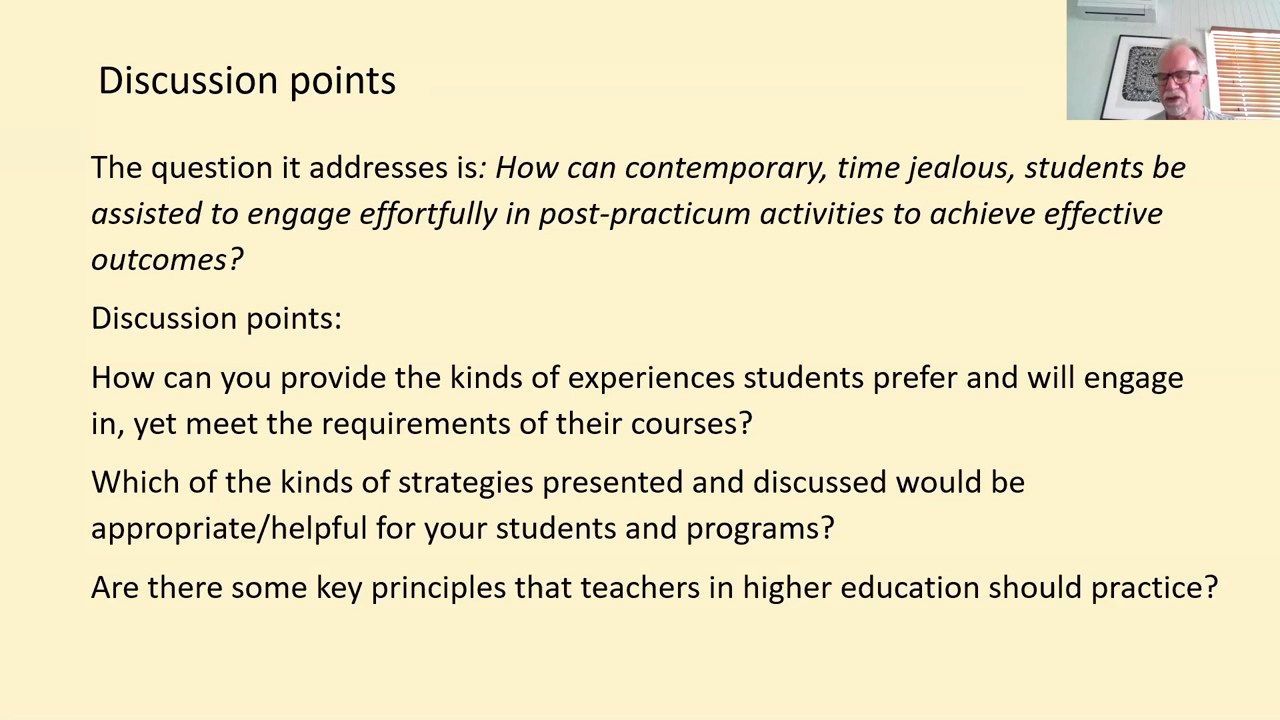 Discussion points
The question it addresses is: How can contemporary, time jealous, students be
assisted to engage effortfully in post-practicum activities to achieve effective
outcomes?
Discussion points:
How can you provide the kinds of experiences students prefer and will engage
in, yet meet the requirements of their courses?
Which of the kinds of strategies presented and discussed would be
appropriate/helpful for your students and programs?
Are there some key principles that teachers in higher education should practice?